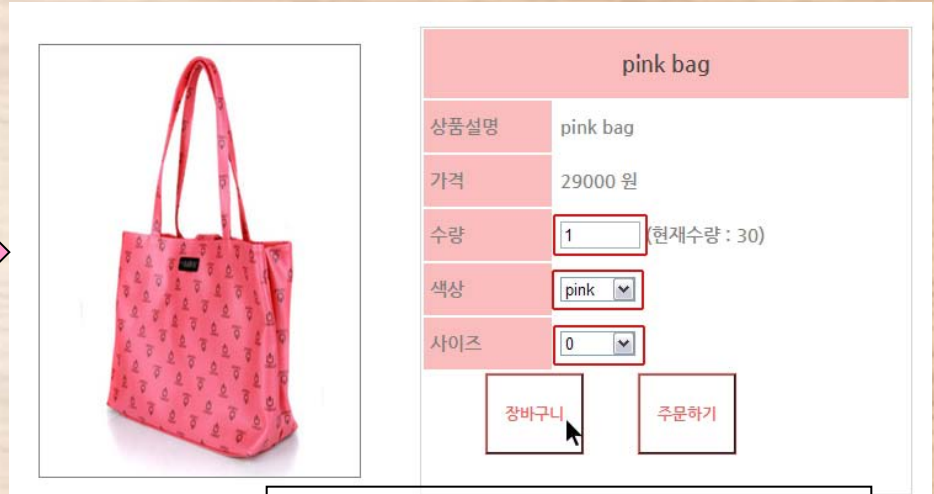 pink bag
상품설명 pink bag
가격 29000 원
수량 1 (현재수량 : 30)
색상 pink
사이즈 0
장바구니 주문하기